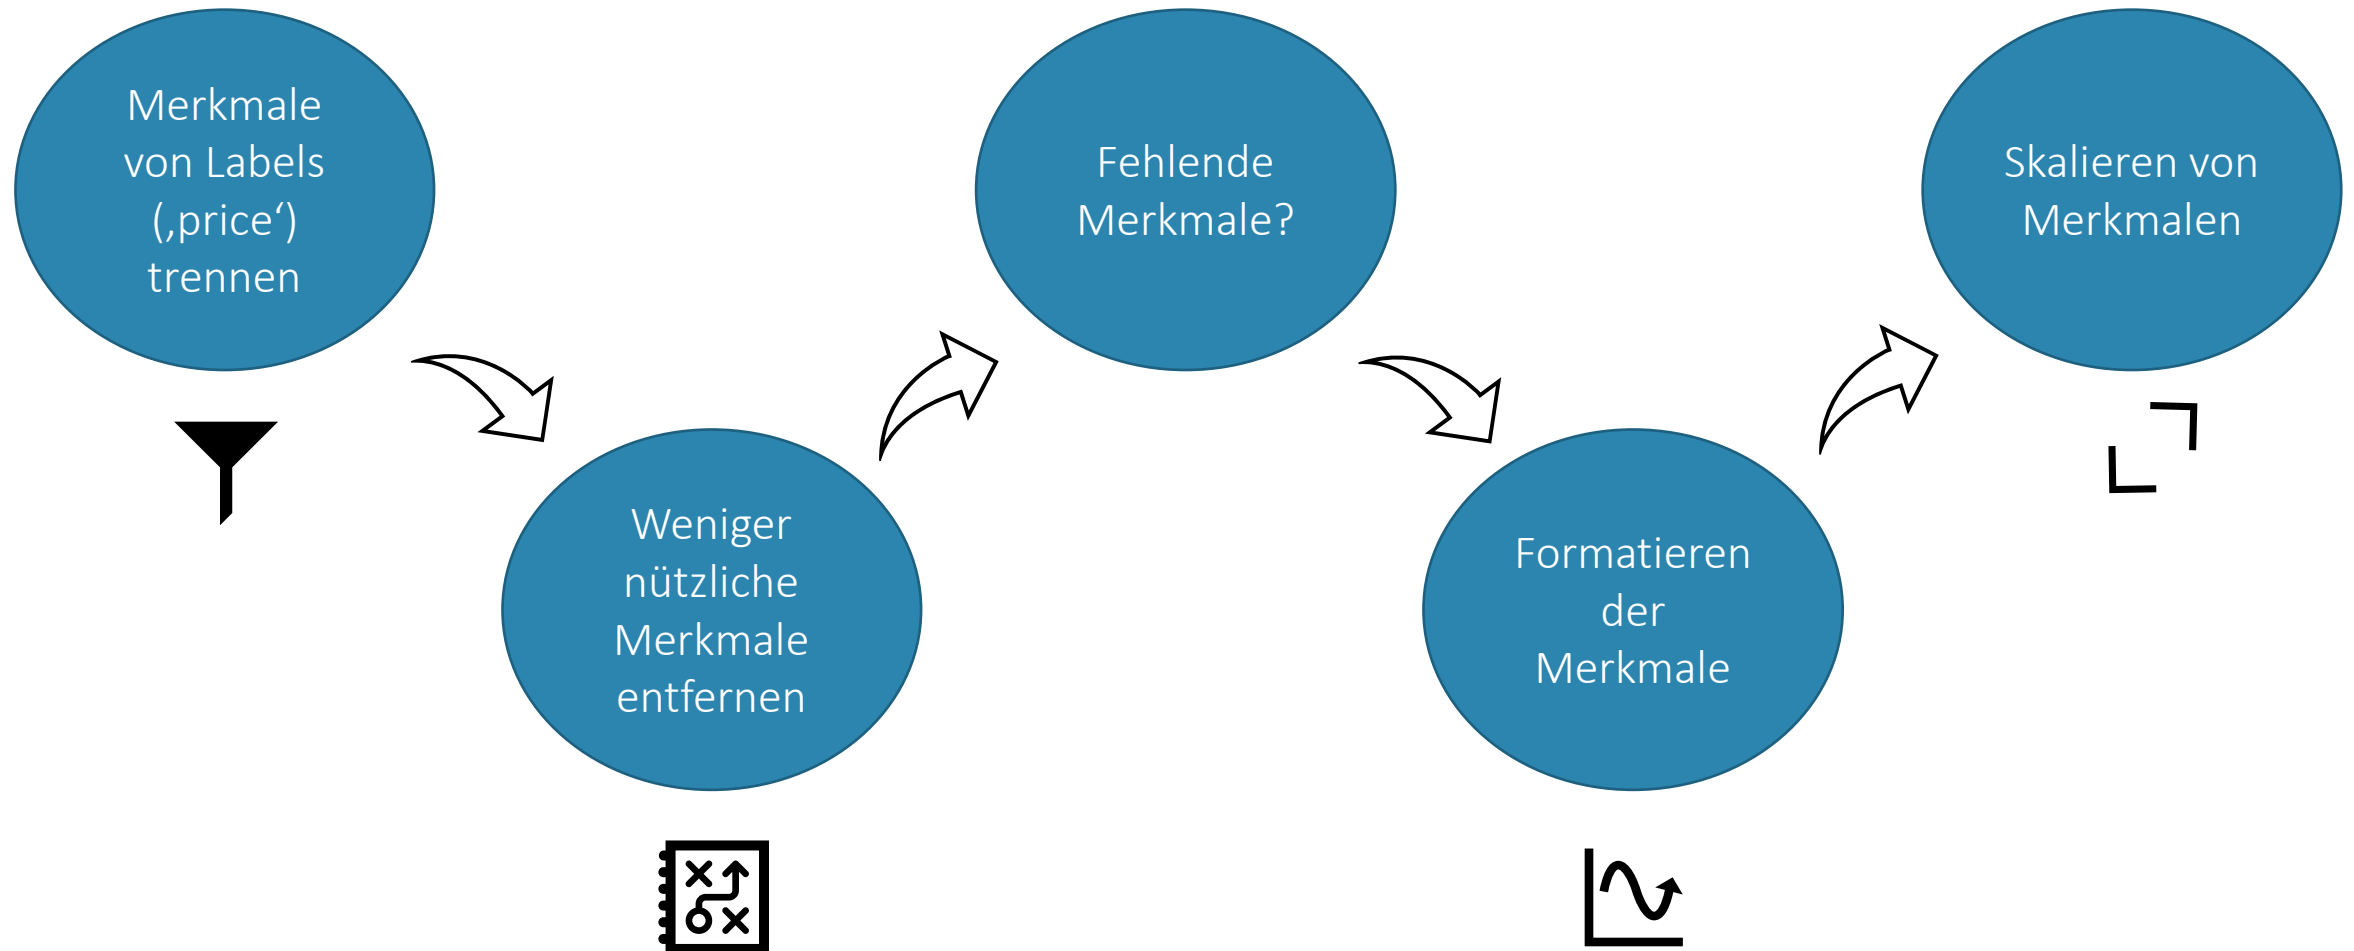 Merkmale
von Labels
(‚price‘)
trennen
Weniger
nützliche
Merkmale
entfernen
Fehlende
Merkmale?
Formatieren
der
Merkmale
Skalieren von
Merkmalen